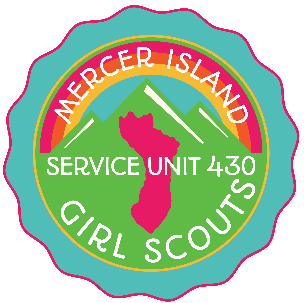 MERCER ISLAND
SERVICE UNIT 430
GIRL SCOUTS